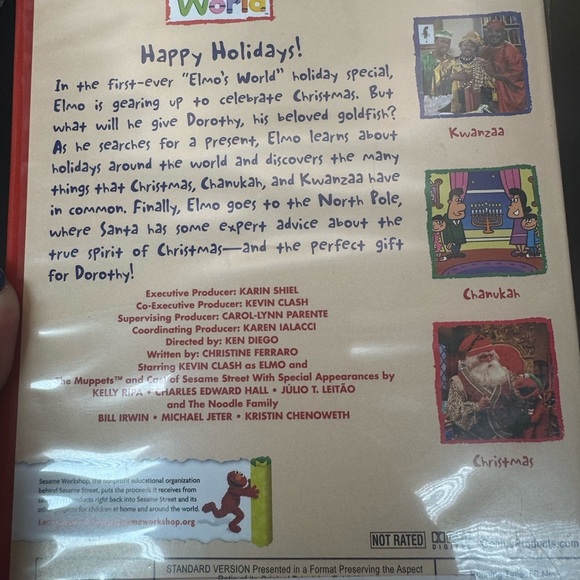 World
Happy Holidays!
In the first-ever "Elmo's World" holiday special,
Elmo is gearing up to celebrate Christmas. But
what will he give Dorothy, his beloved goldfish?
As he searches for a present, Elmo learns about
holidays around the world and discovers the many
things that Christmas, Chanukah, and Kwanzaa have
in common. Finally, Elmo goes to the North Pole,
where Santa has some expert advice about the
true spirit of Christmas—and the perfect gift
for Dorothy!
Kwanzaa
Chanukah
Christmas
Executive Producer: KARIN SHIEL
Co-Executive Producer: KEVIN CLASH
Supervising Producer: CAROL-LYNN PARENTE
Coordinating Producer: KAREN IALACCI
Directed by: KEN DIEGO
Written by: CHRISTINE FERRARO
Starring KEVIN CLASH as ELMO and
The Muppets™ and Cast of Sesame Street With Special Appearances by
KELLY RIPA • CHARLES EDWARD HALL • JÚLIO T. LEITÃO
and The Noodle Family
BILL IRWIN • MICHAEL JETER • KRISTIN CHENOWETH
Sesame Workshop, the nonprofit educational organization
behind Sesame Street, puts the proceeds it receives from
products right back into Sesame Street and its
for children at home and around the world.
NOT RATED
DIGITAL
STANDARD VERSION Presented in a Format Preserving the Aspect